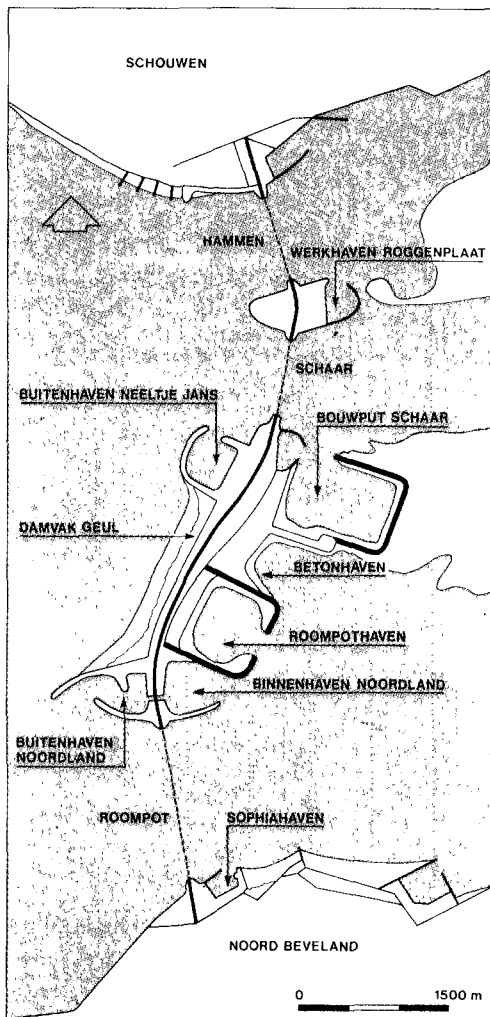 SCHOUWEN
HAMMEN
WERKHAVEN ROGGENPLAAT
SCHAAR
BUITENHAVEN NEELTJE JANS
BOUWPUT SCHAAR
DAMVAK GEUL
BETONHAVEN
ROOMPOTHAVEN
BINNENHAVEN NOORDLAND
BUITENHAVEN
NOORDLAND
ROOMPOT
SOPHIAHAVEN
NOORD BEVELAND
0 1500 m